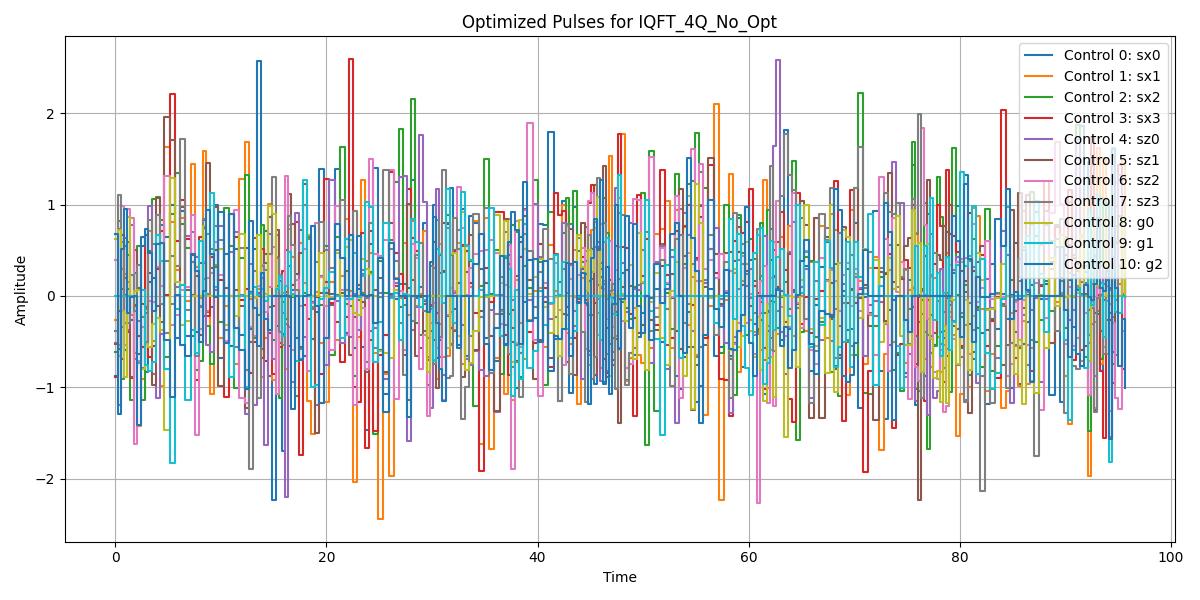 Optimized Pulses for IQFT_4Q_No_Opt
Control 0: sx0
Control 1: sx1
Control 2: sx2
Control 3: sx3
Control 4: sz0
Control 5: sz1
Control 6: sz2
Control 7: sz3
Control 8: g0
Control 9: g1
Control 10: g2
Amplitude
2
1
0
−1
−2
0
20
40
60
80
100
Time